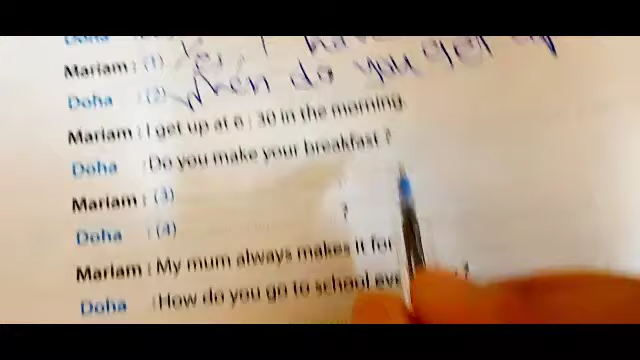 Doha
Mariam : (1) Yes, I have
Doha : (2) When do you get up
Mariam : I get up at 6 : 30 in the morning.
Doha : Do you make your breakfast ?
Mariam : (3)
Doha : (4) ?
Mariam : My mum always makes it for
Doha : How do you go to school ?